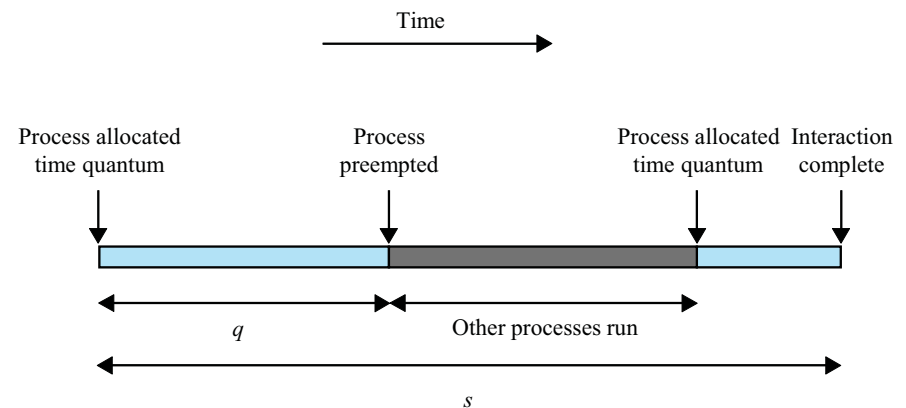 Time
Process allocated
time quantum
Process
preempted
Process allocated
time quantum
Interaction
complete
q
Other processes run
s